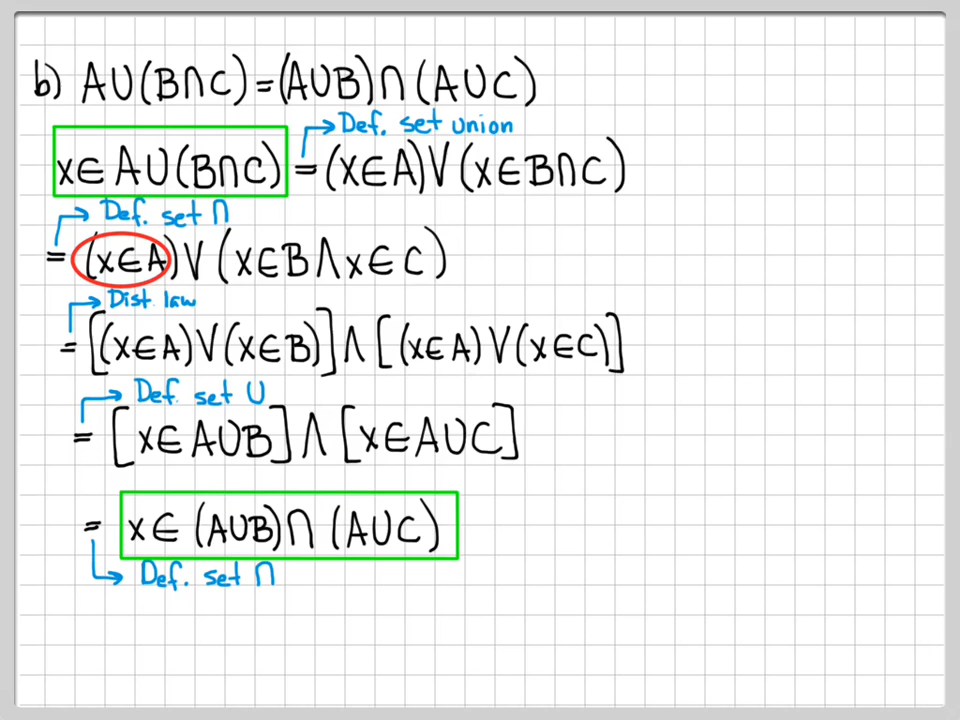 b) A∪(B∩C)=(A∪B)∩(A∪C)
Def. set union
x∈A∪(B∩C) =(x∈A)∨(x∈B∩C)
Def. set ∩
= (x∈A)∨(x∈B∧x∈C)
Dist. law
= [(x∈A)∨(x∈B)]∧[(x∈A)∨(x∈C)]
Def. set ∪
= [x∈A∪B]∧[x∈A∪C]
= x∈(A∪B)∩(A∪C)
Def. set ∩